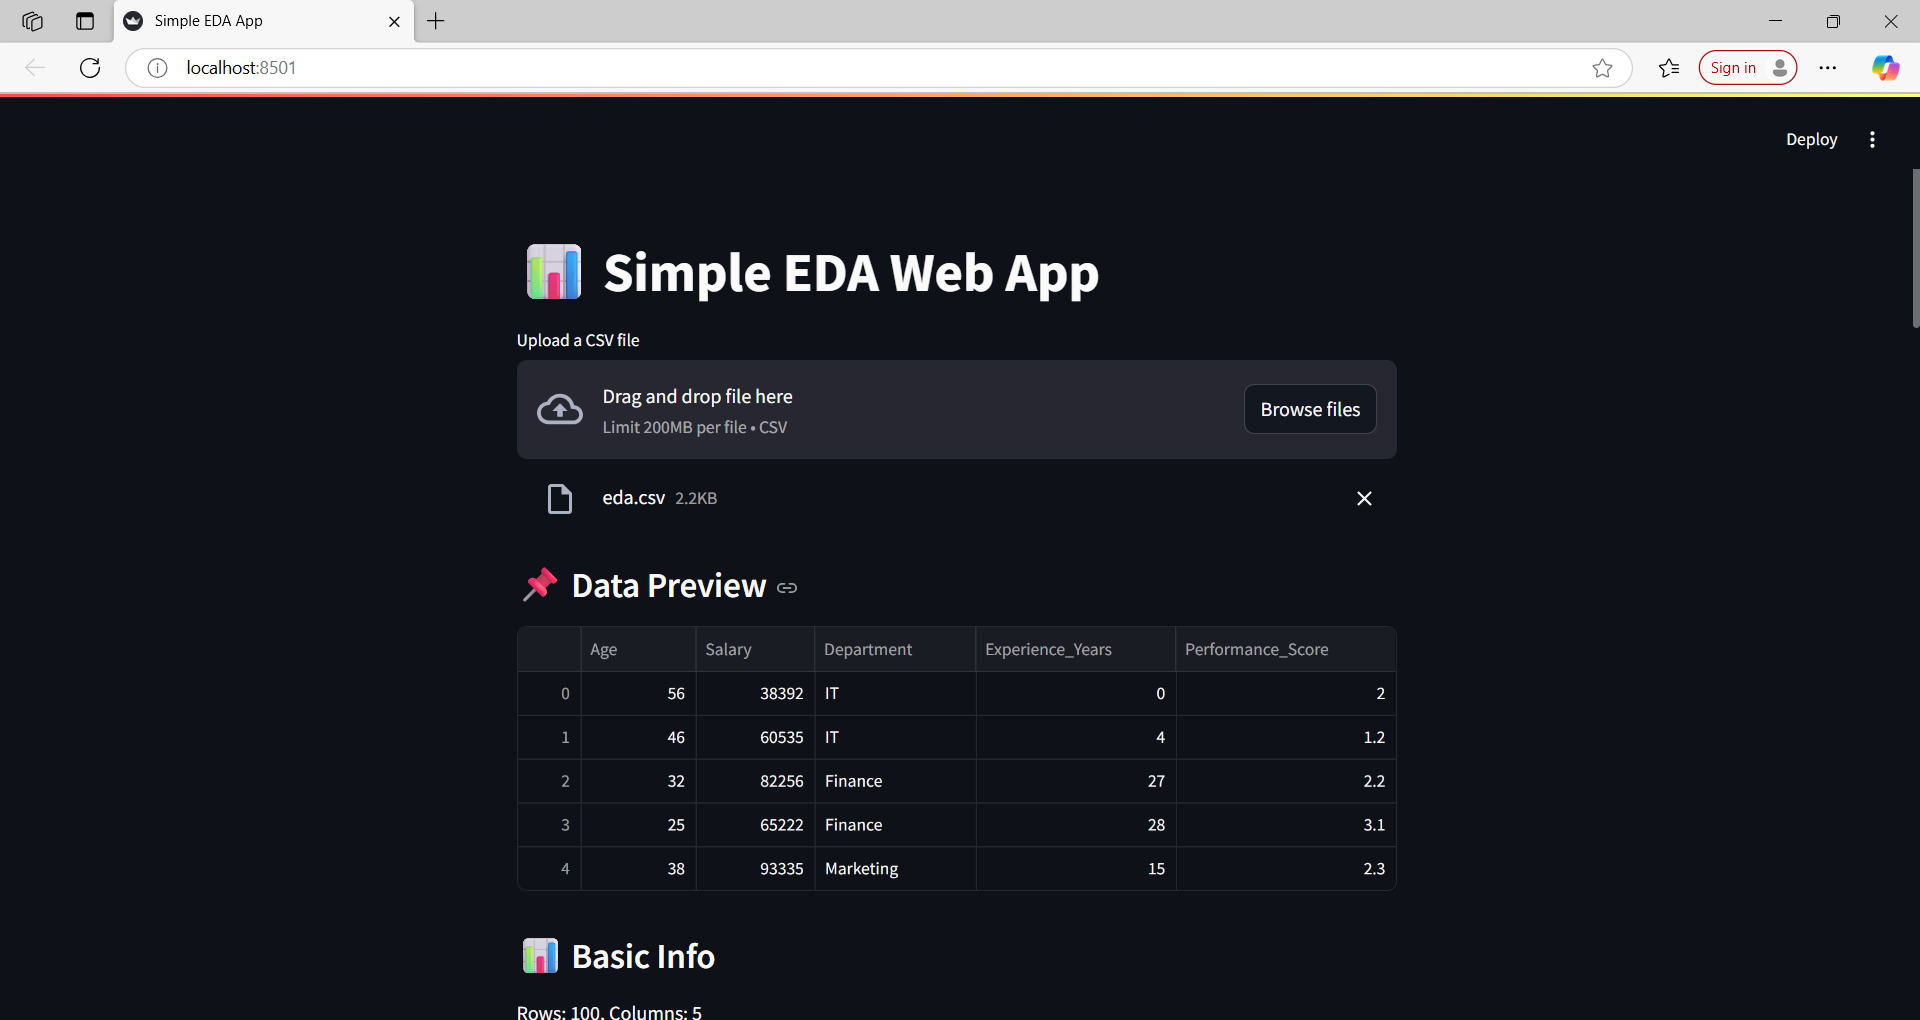 Simple EDA App
localhost:8501
Sign in
Deploy
Simple EDA Web App
Upload a CSV file
Drag and drop file here
Limit 200MB per file • CSV
Browse files
eda.csv 2.2KB
Data Preview
Age Salary Department Experience_Years Performance_Score
0 56 38392 IT 0 2
1 46 60535 IT 4 1.2
2 32 82256 Finance 27 2.2
3 25 65222 Finance 28 3.1
4 38 93335 Marketing 15 2.3
Basic Info
Rows: 100, Columns: 5